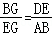 BG/EG = DE/AB